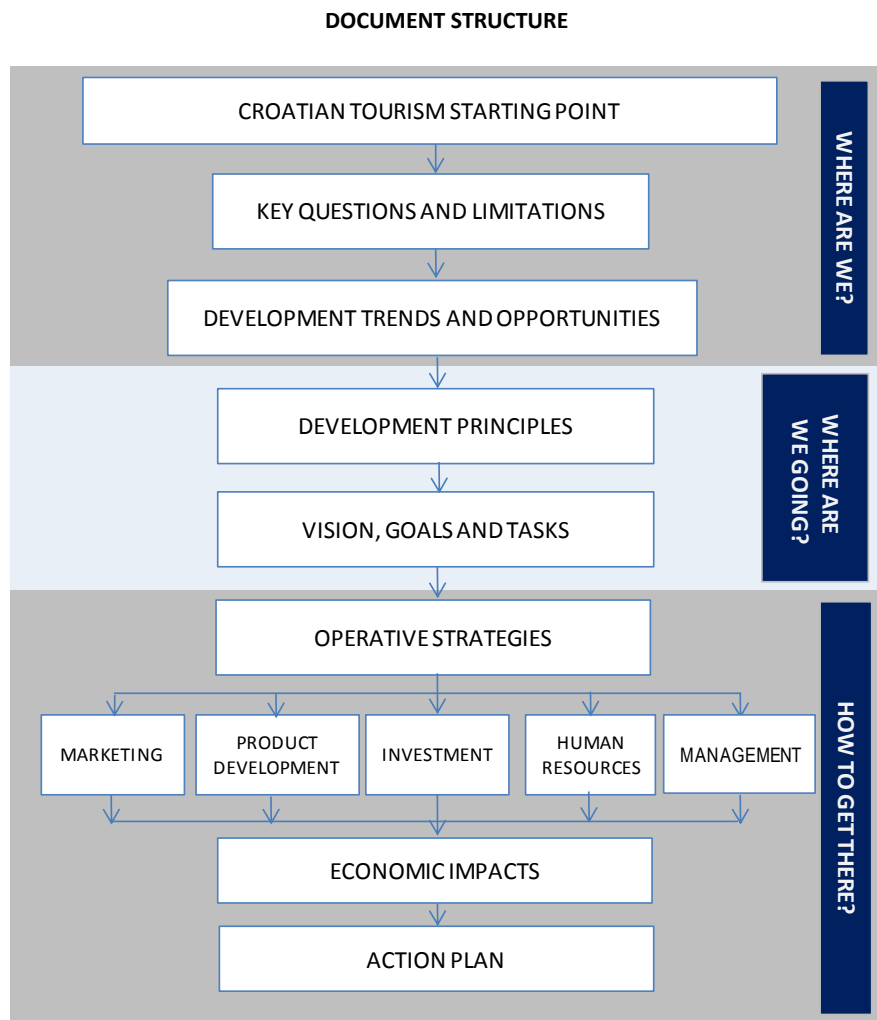 DOCUMENT STRUCTURE
CROATIAN TOURISM STARTING POINT
KEY QUESTIONS AND LIMITATIONS
DEVELOPMENT TRENDS AND OPPORTUNITIES
WHERE ARE WE?
DEVELOPMENT PRINCIPLES
VISION, GOALS AND TASKS
WHERE ARE
WE GOING?
OPERATIVE STRATEGIES
MARKETING
PRODUCT
DEVELOPMENT
INVESTMENT
HUMAN
RESOURCES
MANAGEMENT
ECONOMIC IMPACTS
ACTION PLAN
HOW TO GET THERE?